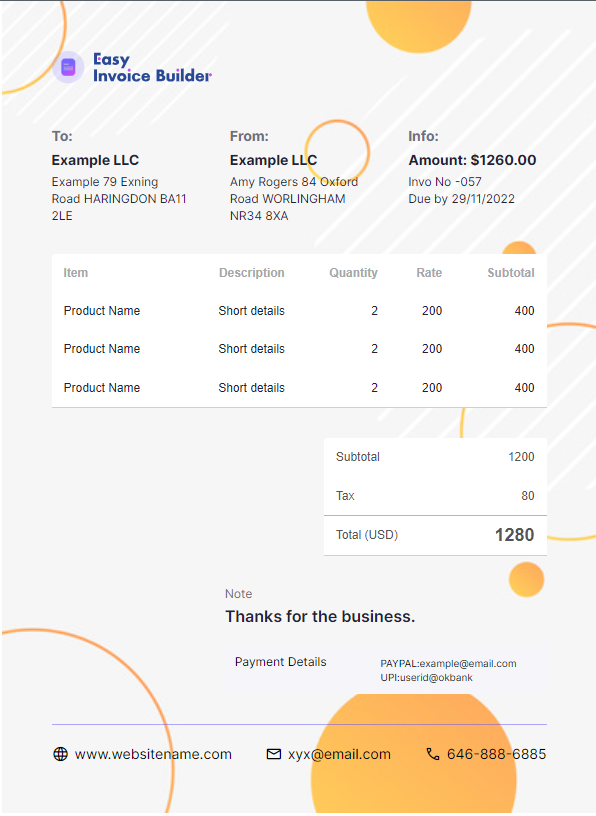 Easy
Invoice Builder
To:
Example LLC
Example 79 Exning
Road HARINGDON BA11
2LE
From:
Example LLC
Amy Rogers 84 Oxford
Road WORLINGHAM
NR34 8XA
Info:
Amount: $1260.00
Invo No -057
Due by 29/11/2022
Item Description Quantity Rate Subtotal
Product Name Short details 2 200 400
Product Name Short details 2 200 400
Product Name Short details 2 200 400
Subtotal 1200
Tax 80
Total (USD) 1280
Note
Thanks for the business.
Payment Details
PAYPAL:example@email.com
UPI:userid@okbank
www.websitename.com xyx@email.com 646-888-6885